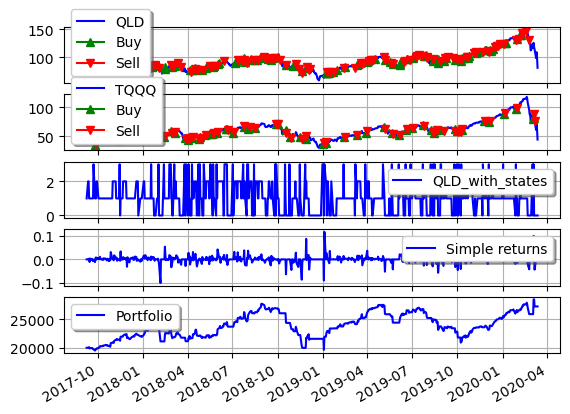 QLD
Buy
Sell
150
100
TQQQ
Buy
Sell
100
50
QLD_with_states
2
0
Simple returns
0.1
0.0
−0.1
Portfolio
25000
20000
2017-10
2018-01
2018-04
2018-07
2018-10
2019-01
2019-04
2019-07
2019-10
2020-01
2020-04